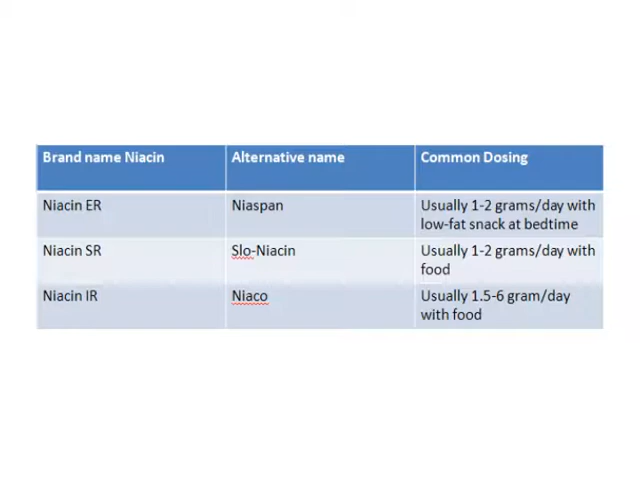 Brand name Niacin Alternative name Common Dosing
Niacin ER Niaspan Usually 1-2 grams/day with
low-fat snack at bedtime
Niacin SR Slo-Niacin Usually 1-2 grams/day with
food
Niacin IR Niaco Usually 1.5-6 gram/day
with food